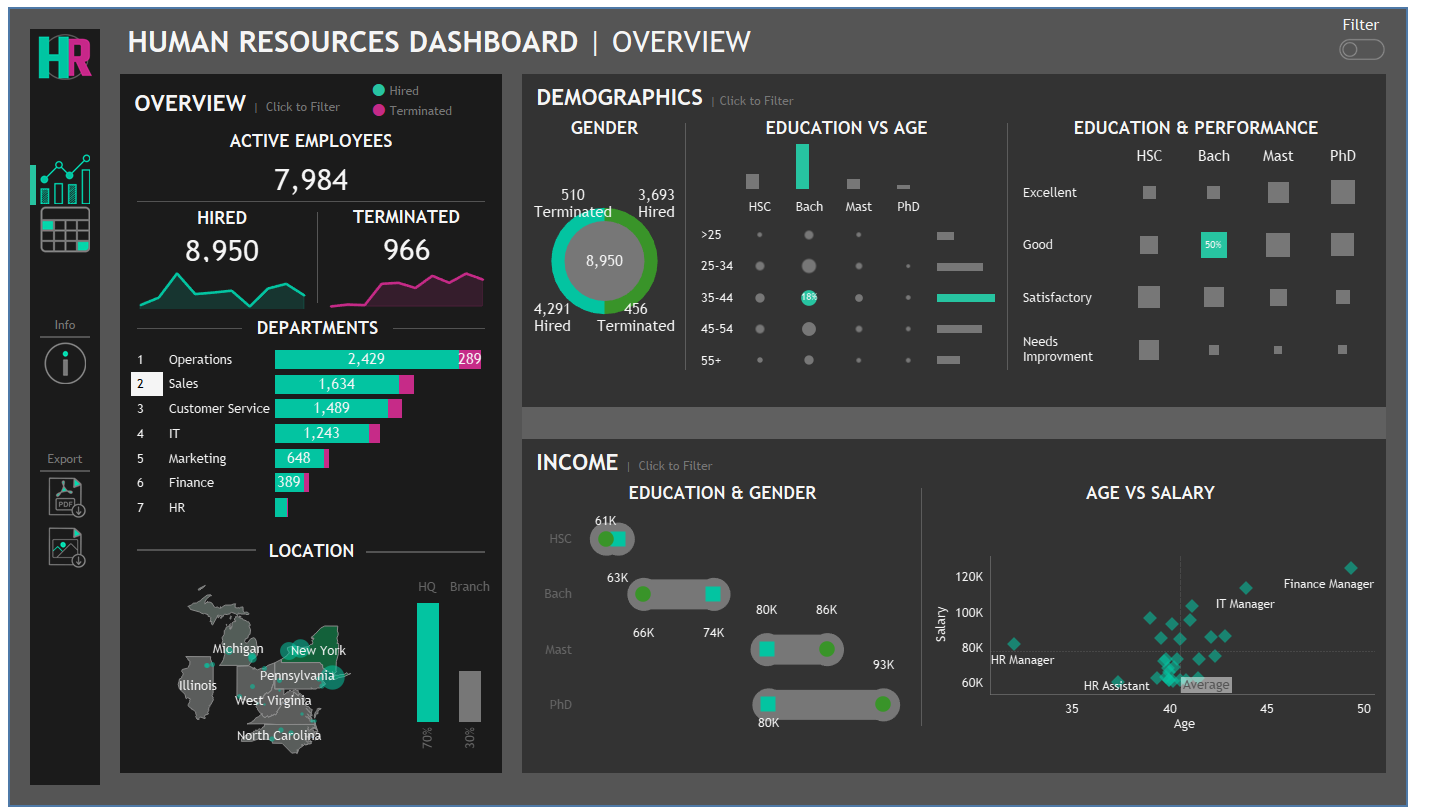 HR
HUMAN RESOURCES DASHBOARD | OVERVIEW
Filter
OVERVIEW | Click to Filter
Hired
Terminated
ACTIVE EMPLOYEES
7,984
HIRED
8,950
TERMINATED
966
DEPARTMENTS
1 Operations 2,429 289
2 Sales 1,634
3 Customer Service 1,489
4 IT 1,243
5 Marketing 648
6 Finance 389
7 HR
LOCATION
HQ Branch
Michigan
New York
Pennsylvania
Illinois
West Virginia
North Carolina
70% 30%
Info
Export
PDF
DEMOGRAPHICS | Click to Filter
GENDER
510
Terminated
3,693
Hired
8,950
4,291
Hired
456
Terminated
EDUCATION VS AGE
HSC Bach Mast PhD
>25
25-34
35-44 18%
45-54
55+
EDUCATION & PERFORMANCE
HSC Bach Mast PhD
Excellent
Good 50%
Satisfactory
Needs
Improvment
INCOME | Click to Filter
EDUCATION & GENDER
61K
HSC
63K
Bach
66K 74K
80K 86K
Mast
93K
PhD
80K
AGE VS SALARY
Salary
120K
100K
80K
60K
Finance Manager
IT Manager
HR Manager
HR Assistant
Average
35 40 45 50
Age